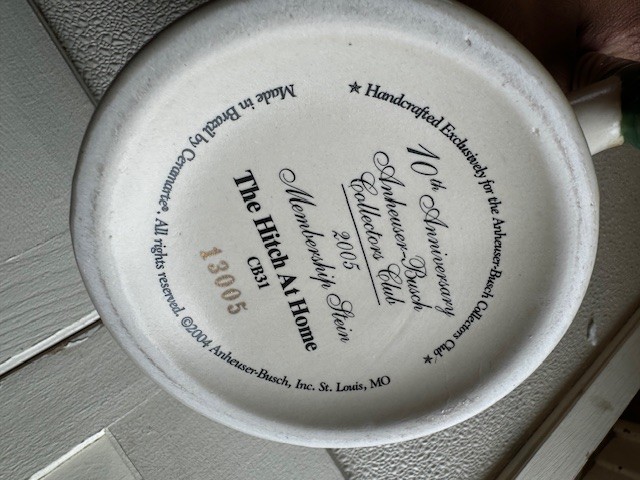 ★ Handcrafted Exclusively for the Anheuser-Busch Collectors Club ★
10th Anniversary
Anheuser-Busch
Collectors Club
2005
Membership Stein
The Hitch At Home
CB31
13005
Made in Brazil by Ceramarte®. All rights reserved. ©2004 Anheuser-Busch, Inc. St. Louis, MO